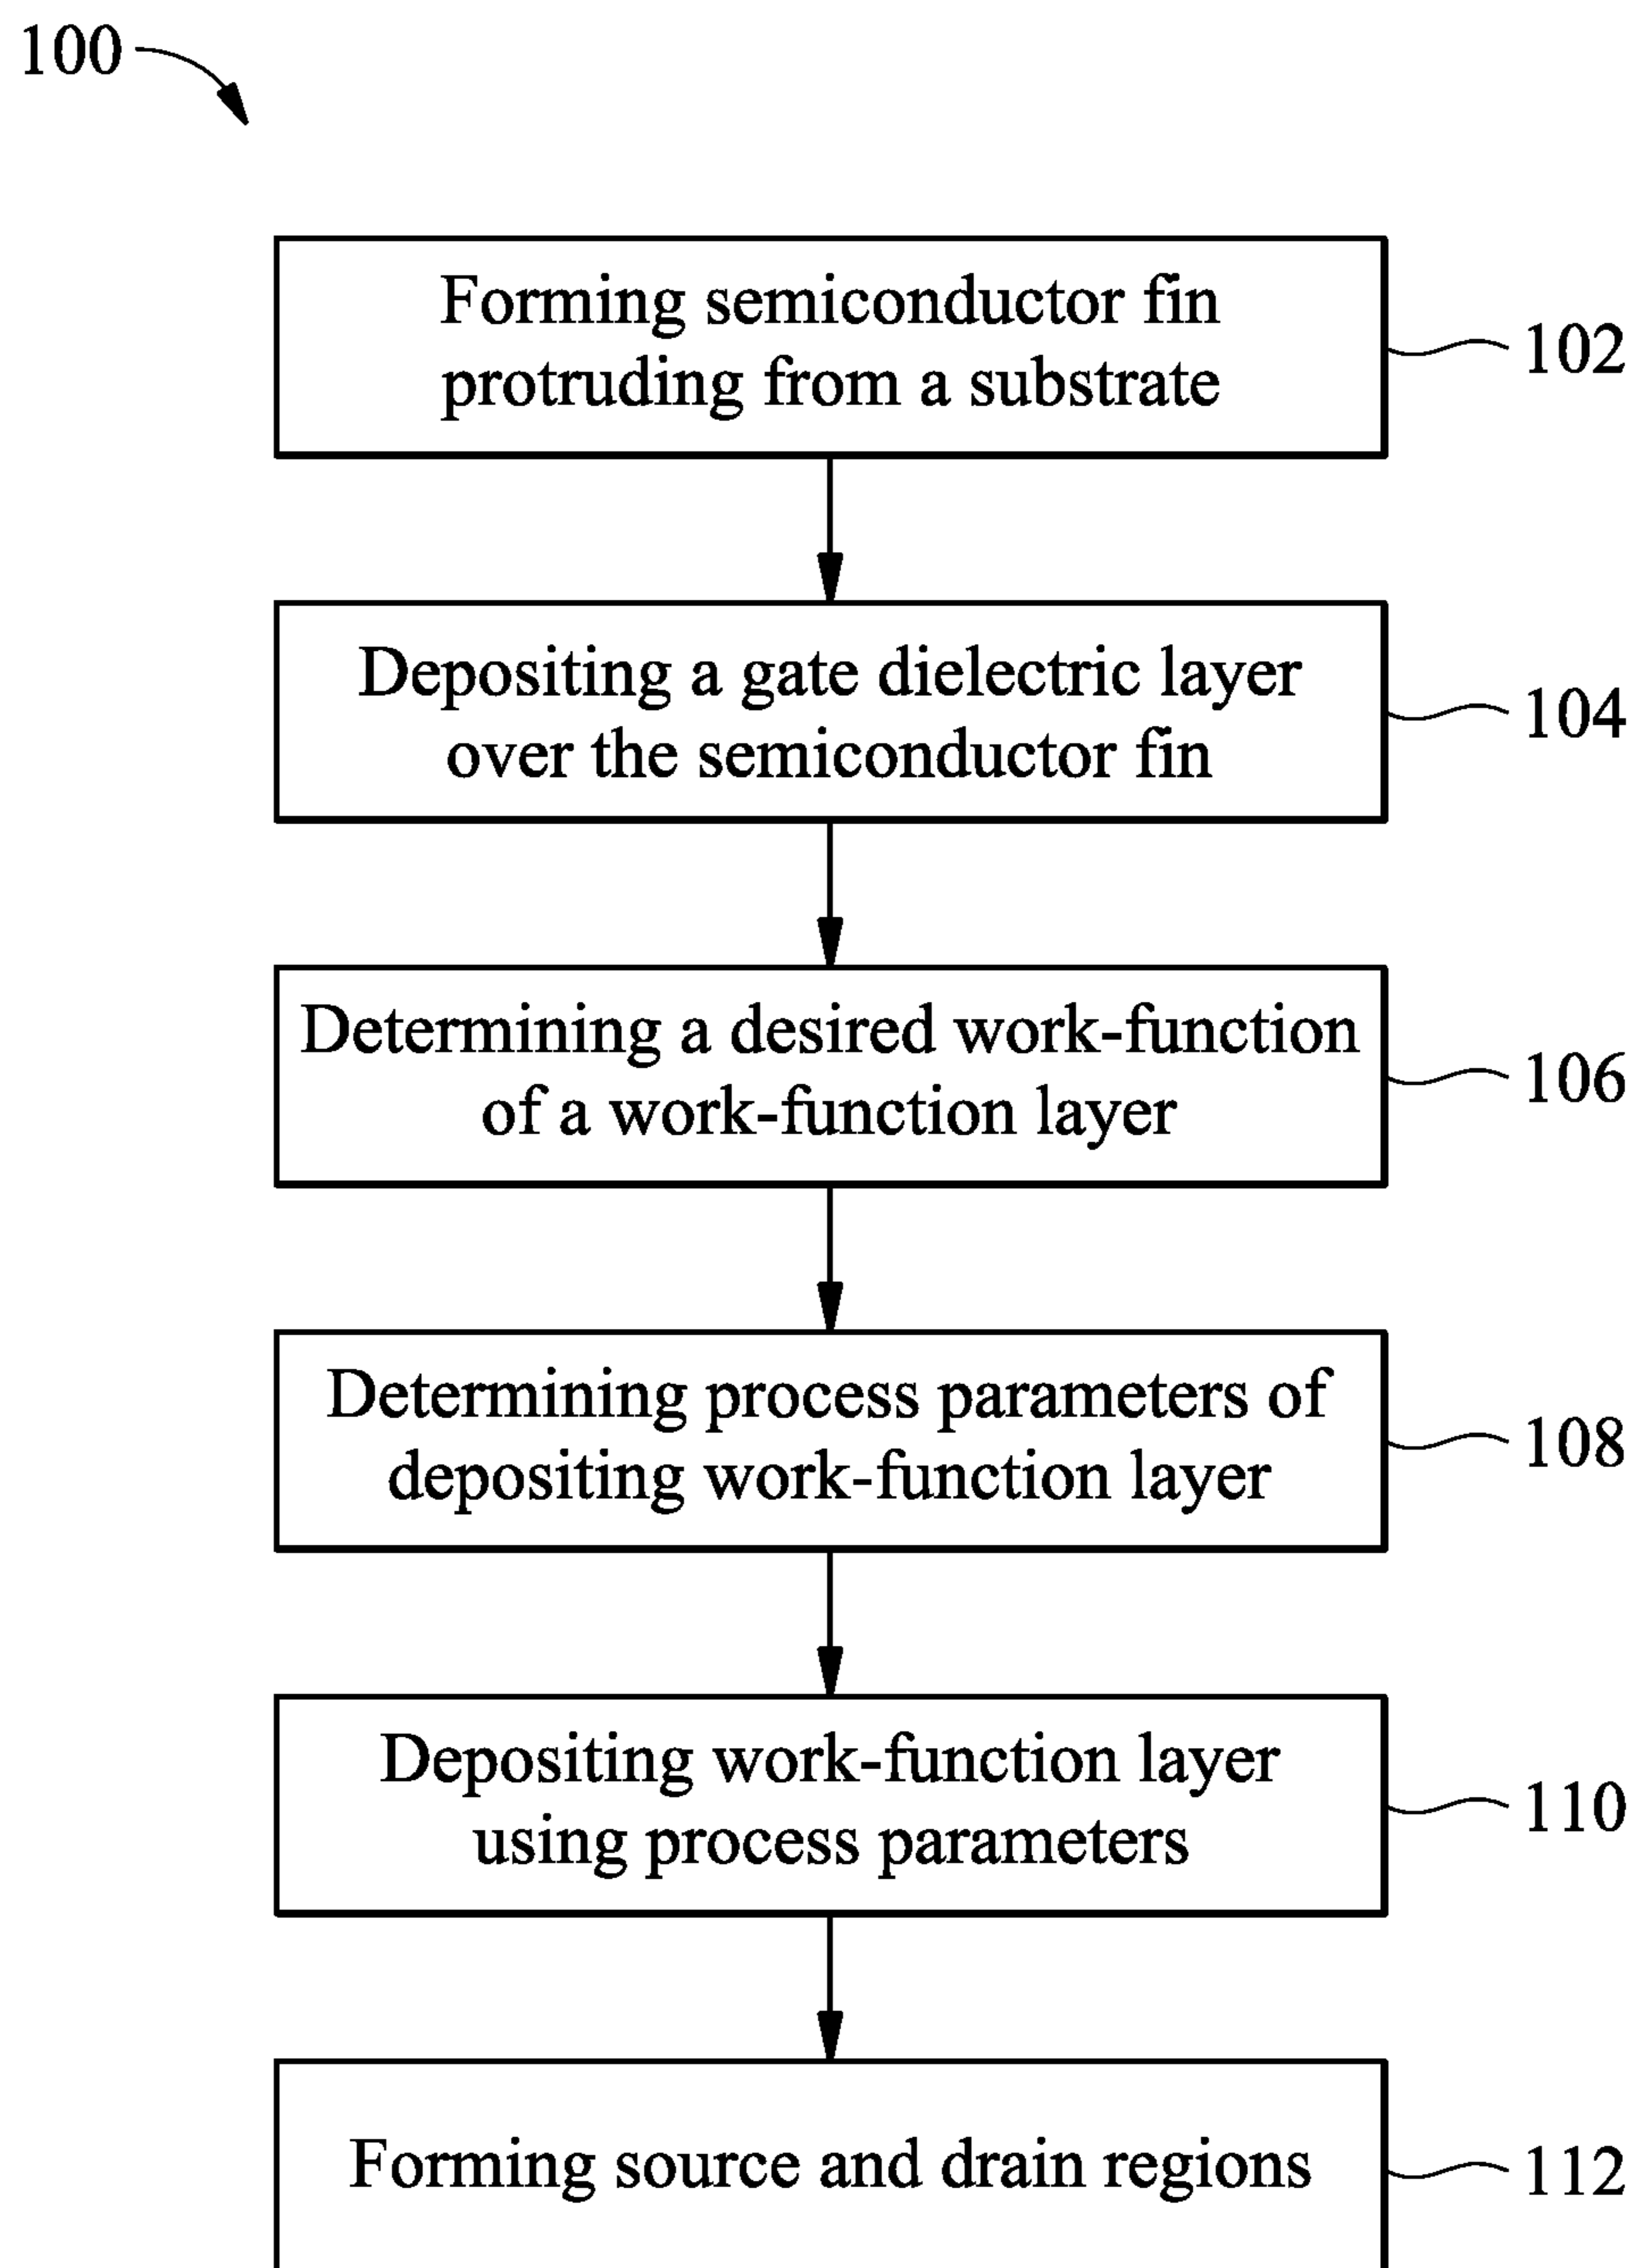 100
Forming semiconductor fin
protruding from a substrate
102
Depositing a gate dielectric layer
over the semiconductor fin
104
Determining a desired work-function
of a work-function layer
106
Determining process parameters of
depositing work-function layer
108
Depositing work-function layer
using process parameters
110
Forming source and drain regions
112